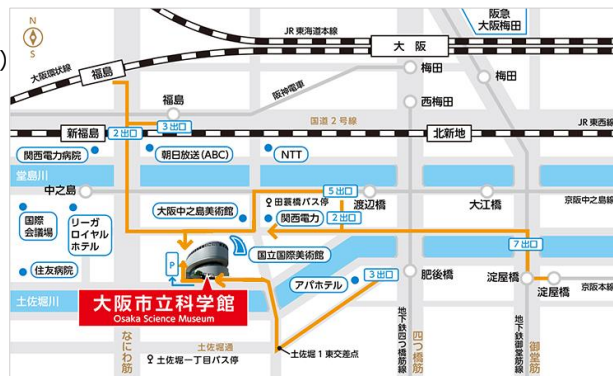 N
S
)
JR 東海道本線
阪急
大阪梅田
大阪
大阪環状線
福島
梅田
梅田
福島
阪神電車
西梅田
国道2号線
JR 東西線
3出口
新福島
2出口
北新地
関西電力病院
朝日放送(ABC)
NTT
堂島川
中之島
5出口
渡辺橋
大江橋
京阪中之島線
田蓑橋バス停
国際
会議場
リーガ
ロイヤル
ホテル
大阪中之島美術館
関西電力
2出口
国立国際美術館
7出口
住友病院
P
アパホテル
3出口
肥後橋
淀屋橋
淀屋橋
京阪本線
土佐堀川
大阪市立科学館
Osaka Science Museum
なにわ筋
土佐堀通
土佐堀一丁目バス停
土佐堀1東交差点
地下鉄四つ橋筋線
四つ橋筋
地下鉄御堂筋線
御堂筋